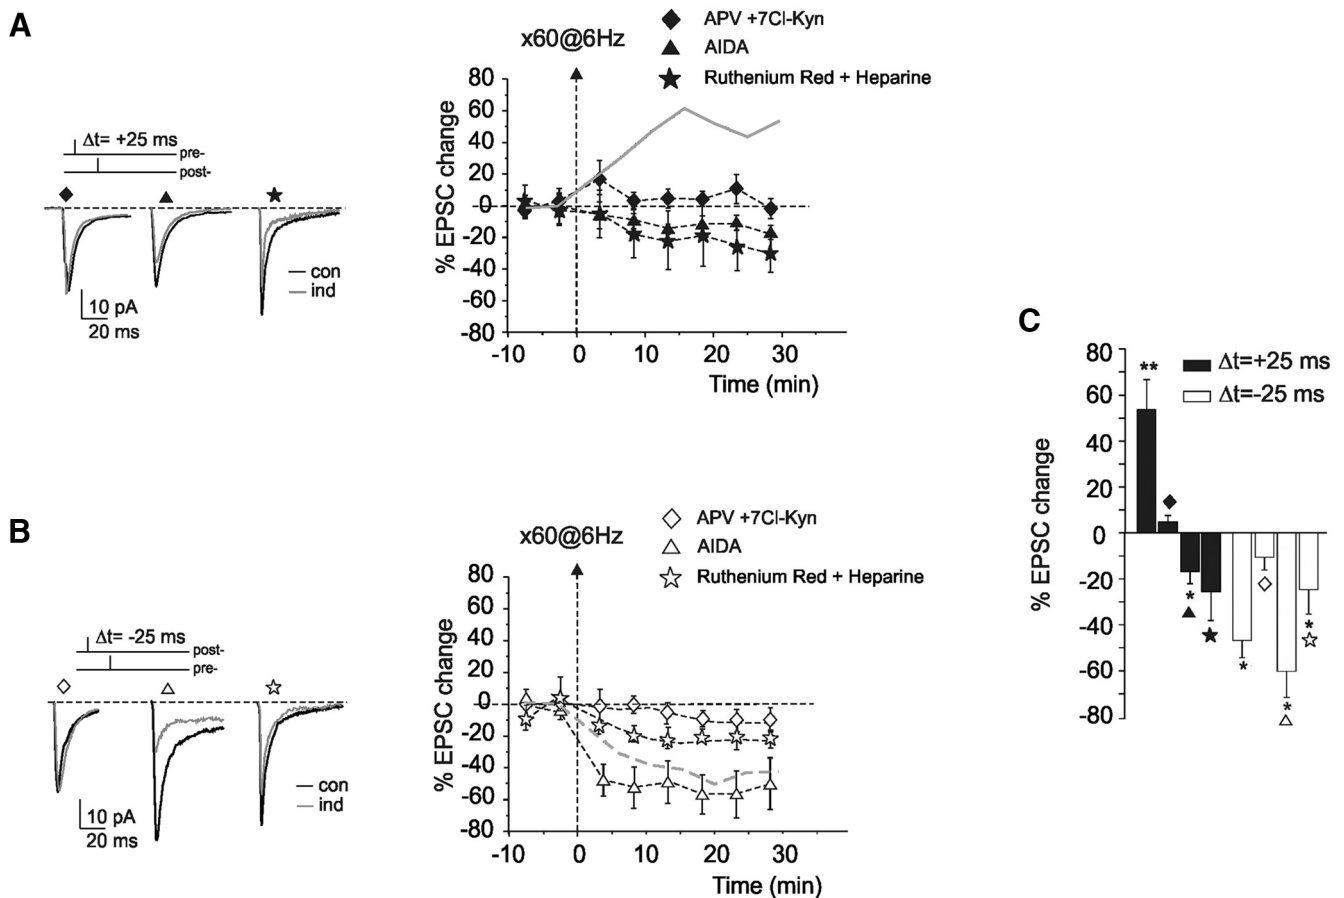 A
x60@6Hz
APV +7Cl-Kyn
AIDA
Ruthenium Red + Heparine
Δt= +25 ms
pre-
post-
con
ind
10 pA
20 ms
% EPSC change
80
60
40
20
0
-20
-40
-60
-80
-10
0
10
20
30
Time (min)
B
x60@6Hz
APV +7Cl-Kyn
AIDA
Ruthenium Red + Heparine
Δt= -25 ms
post-
pre-
con
ind
10 pA
20 ms
% EPSC change
80
60
40
20
0
-20
-40
-60
-80
-10
0
10
20
30
Time (min)
C
Δt=+25 ms
Δt=-25 ms
% EPSC change
80
60
40
20
0
-20
-40
-60
-80
**
*
*
*
*